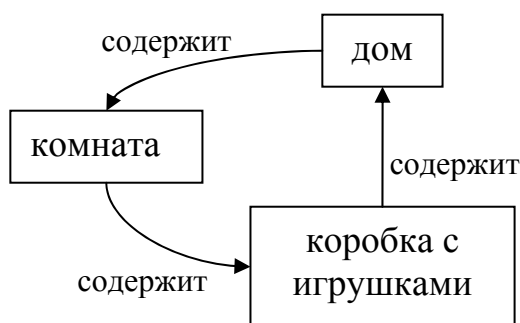 содержит
дом
комната
содержит
содержит
коробка с
игрушками